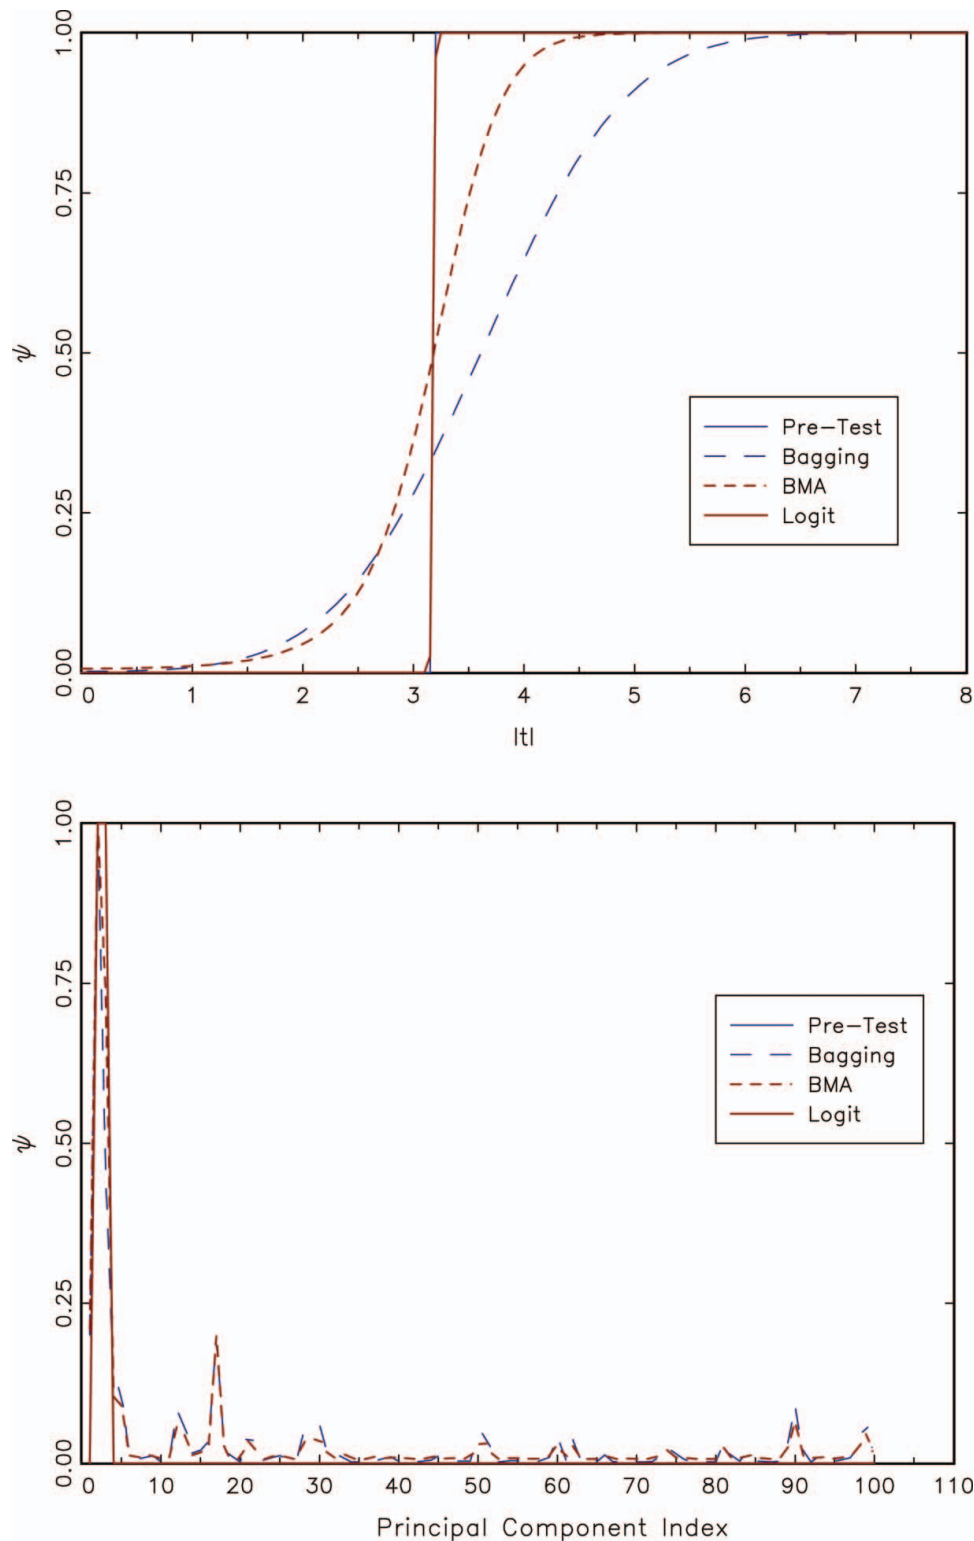 1.00
0.75
ψ
0.50
0.25
0.00
Pre-Test
Bagging
BMA
Logit
0 1 2 3 4 5 6 7 8
|t|
1.00
0.75
ψ
0.50
0.25
0.00
Pre-Test
Bagging
BMA
Logit
0 10 20 30 40 50 60 70 80 90 100 110
Principal Component Index